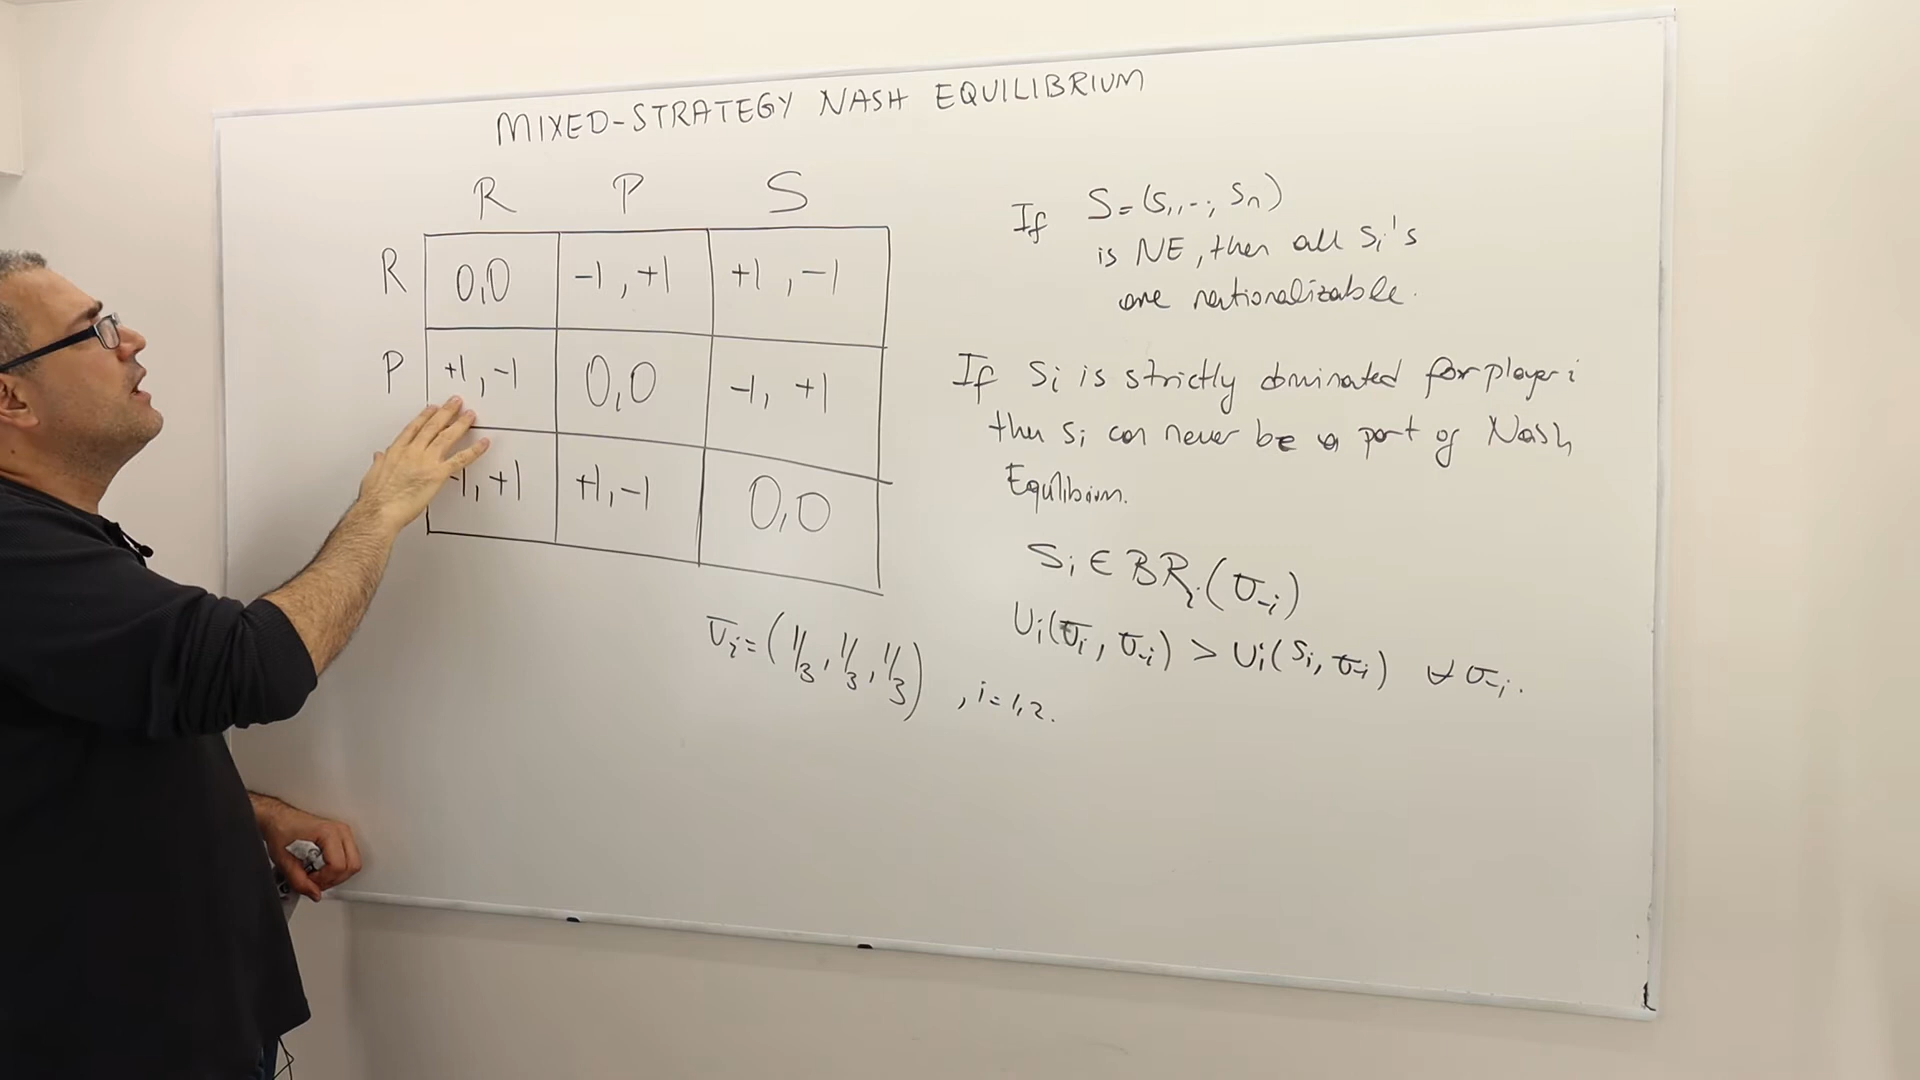 MIXED-STRATEGY NASH EQUILIBRIUM
R P S
R 0,0 -1,+1 +1,-1
P +1,-1 0,0 -1,+1
-1,+1 +1,-1 0,0
σi=(1/3,1/3,1/3) , i=1,2.
If S=(s1,..., sn)
is NE, then all si's
are rationalizable.
If si is strictly dominated for player i
then si can never be a part of Nash
Equilibium.
Si ∈ BRi(σ-i)
Ui(σi, σ-i) > Ui(si, σ-i) ∀ σ-i.